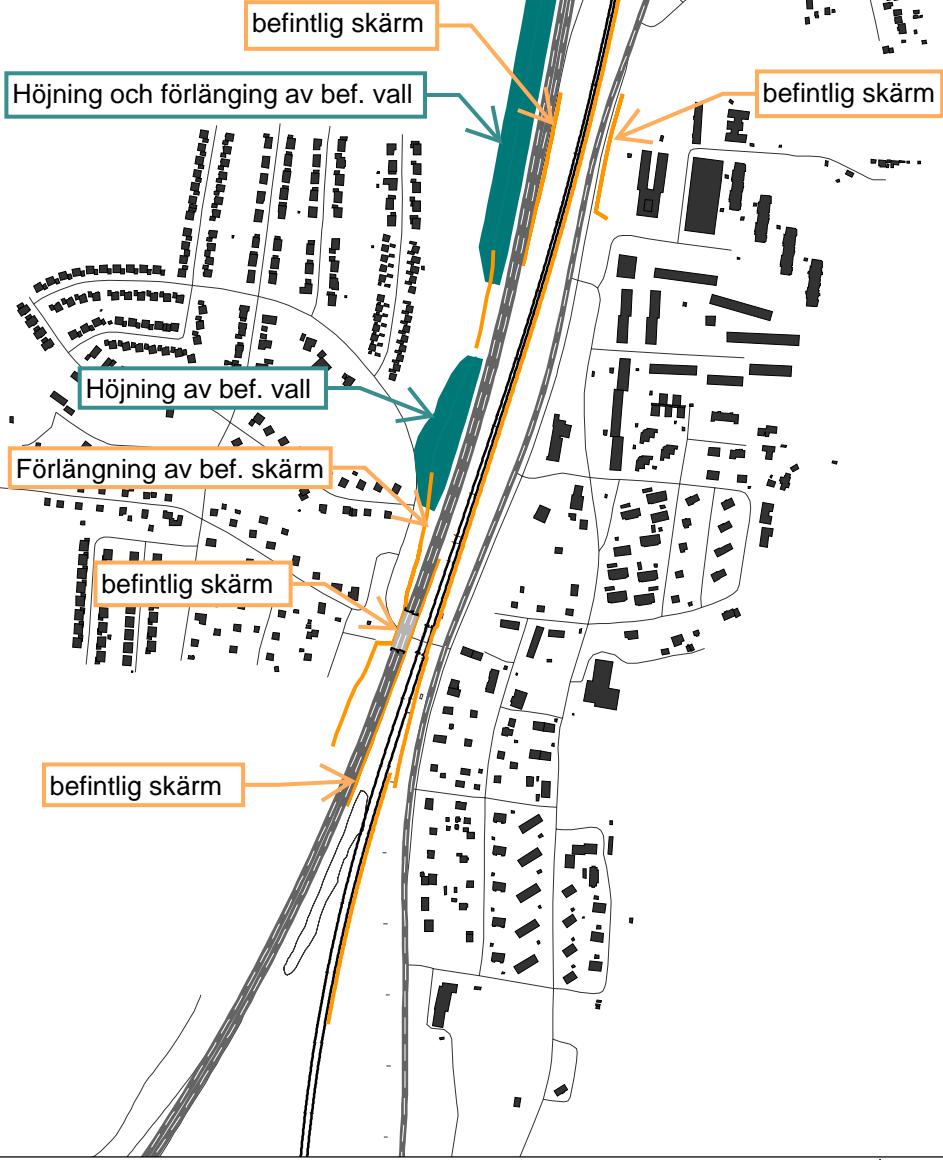 befintlig skärm
Höjning och förlänging av bef. vall
befintlig skärm
Höjning av bef. vall
Förlängning av bef. skärm
befintlig skärm
befintlig skärm